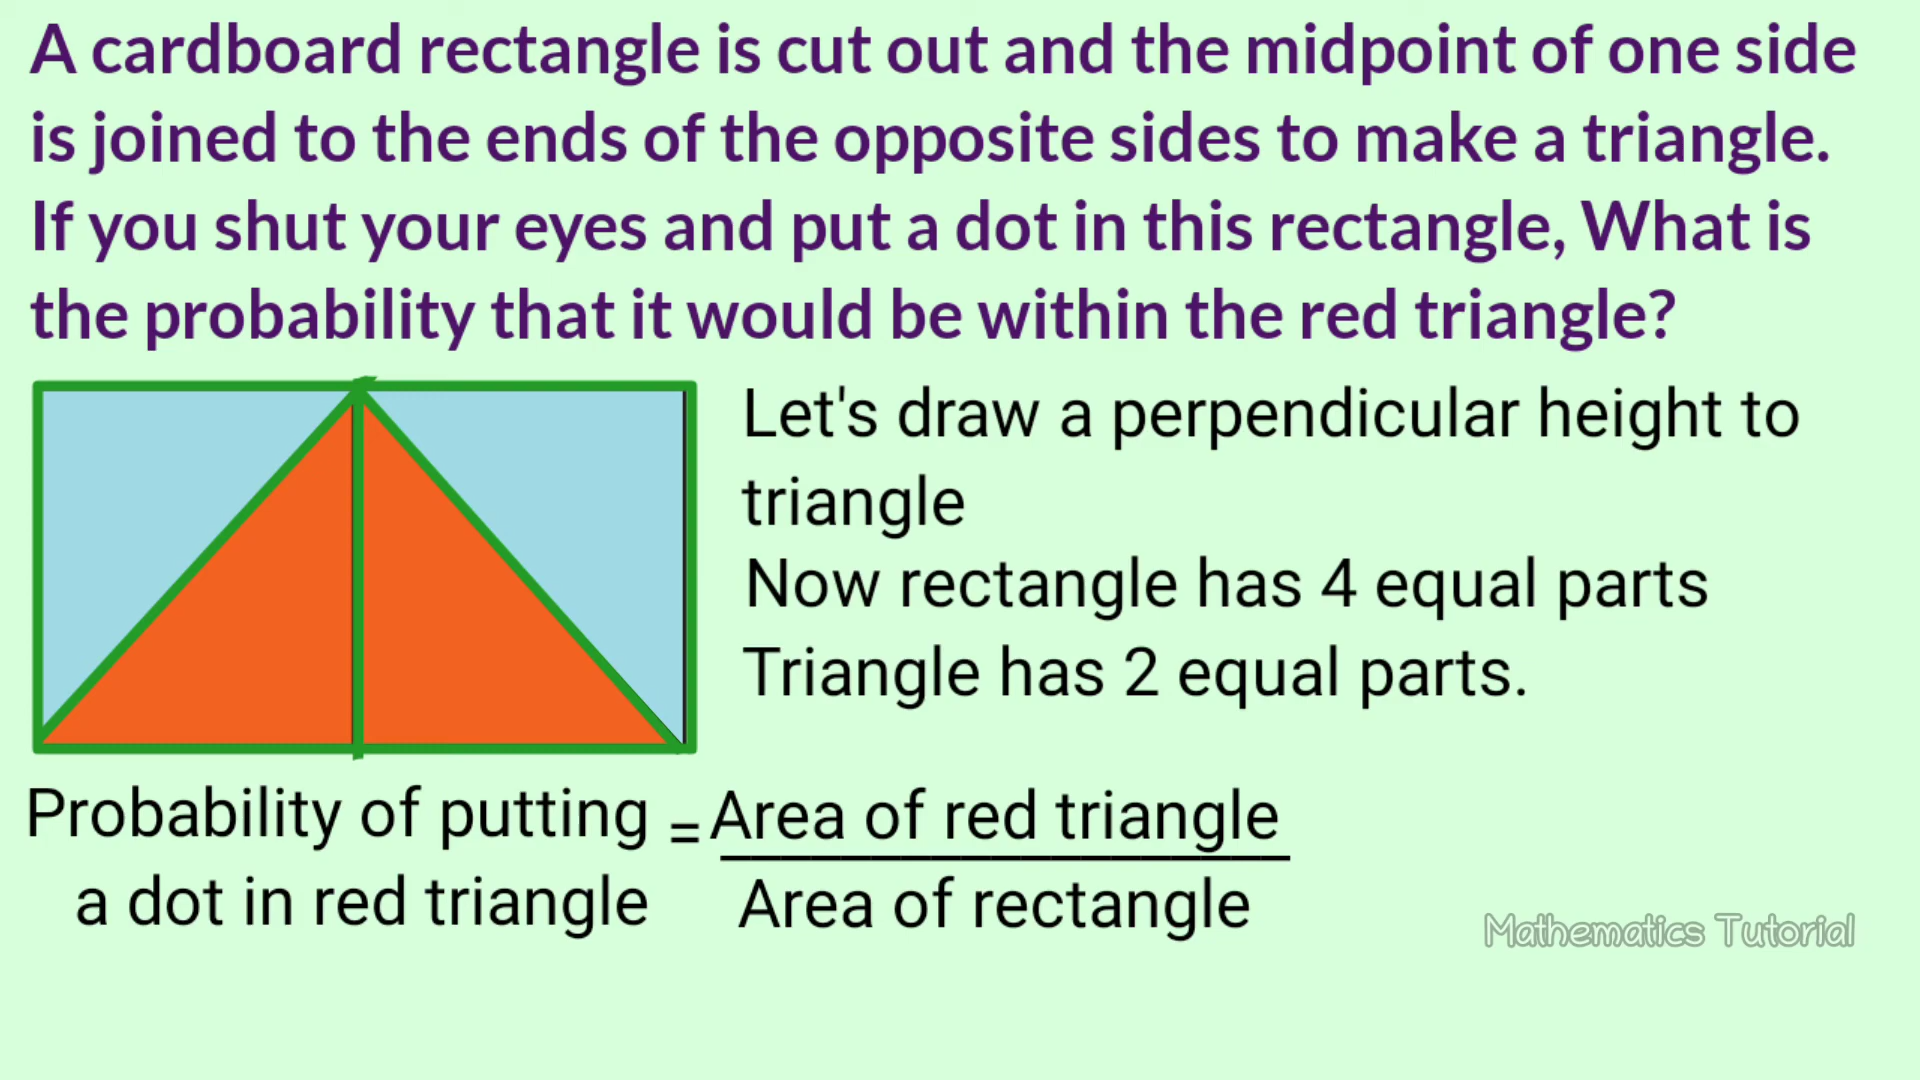 A cardboard rectangle is cut out and the midpoint of one side
is joined to the ends of the opposite sides to make a triangle.
If you shut your eyes and put a dot in this rectangle, What is
the probability that it would be within the red triangle?
Let's draw a perpendicular height to
triangle
Now rectangle has 4 equal parts
Triangle has 2 equal parts.
Probability of putting
a dot in red triangle
= Area of red triangle
Area of rectangle
Mathematics Tutorial